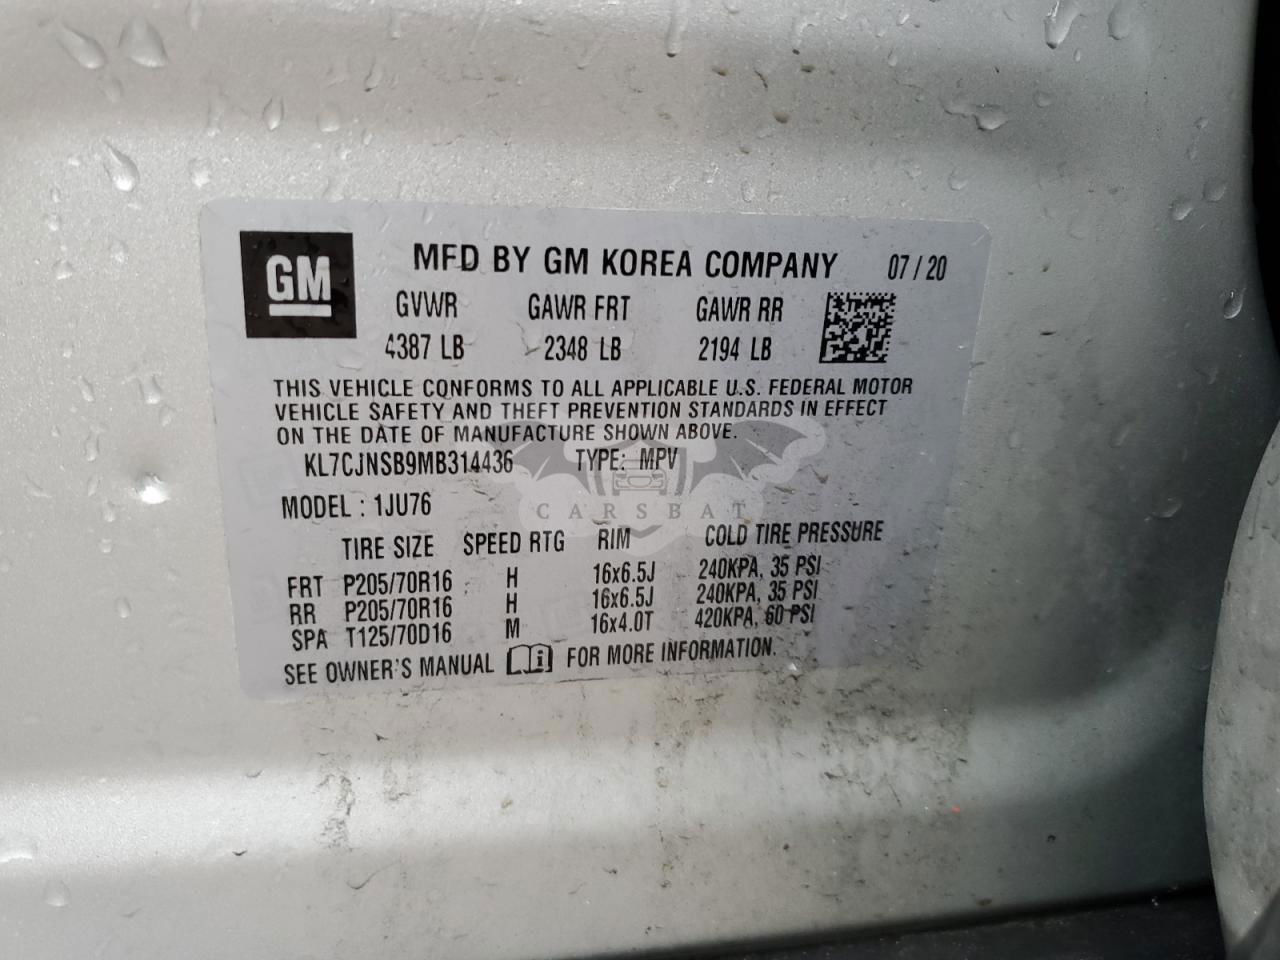 GM
MFD BY GM KOREA COMPANY 07/20
GVWR GAWR FRT GAWR RR
4387 LB 2348 LB 2194 LB
THIS VEHICLE CONFORMS TO ALL APPLICABLE U.S. FEDERAL MOTOR
VEHICLE SAFETY AND THEFT PREVENTION STANDARDS IN EFFECT
ON THE DATE OF MANUFACTURE SHOWN ABOVE.
KL7CJNSB9MB314436 TYPE: MPV
MODEL: 1JU76
CARSBAT
TIRE SIZE SPEED RTG RIM COLD TIRE PRESSURE
FRT P205/70R16 H 16x6.5J 240KPA, 35 PSI
RR P205/70R16 H 16x6.5J 240KPA, 35 PSI
SPA T125/70D16 M 16x4.0T 420KPA, 60 PSI
SEE OWNER'S MANUAL FOR MORE INFORMATION.